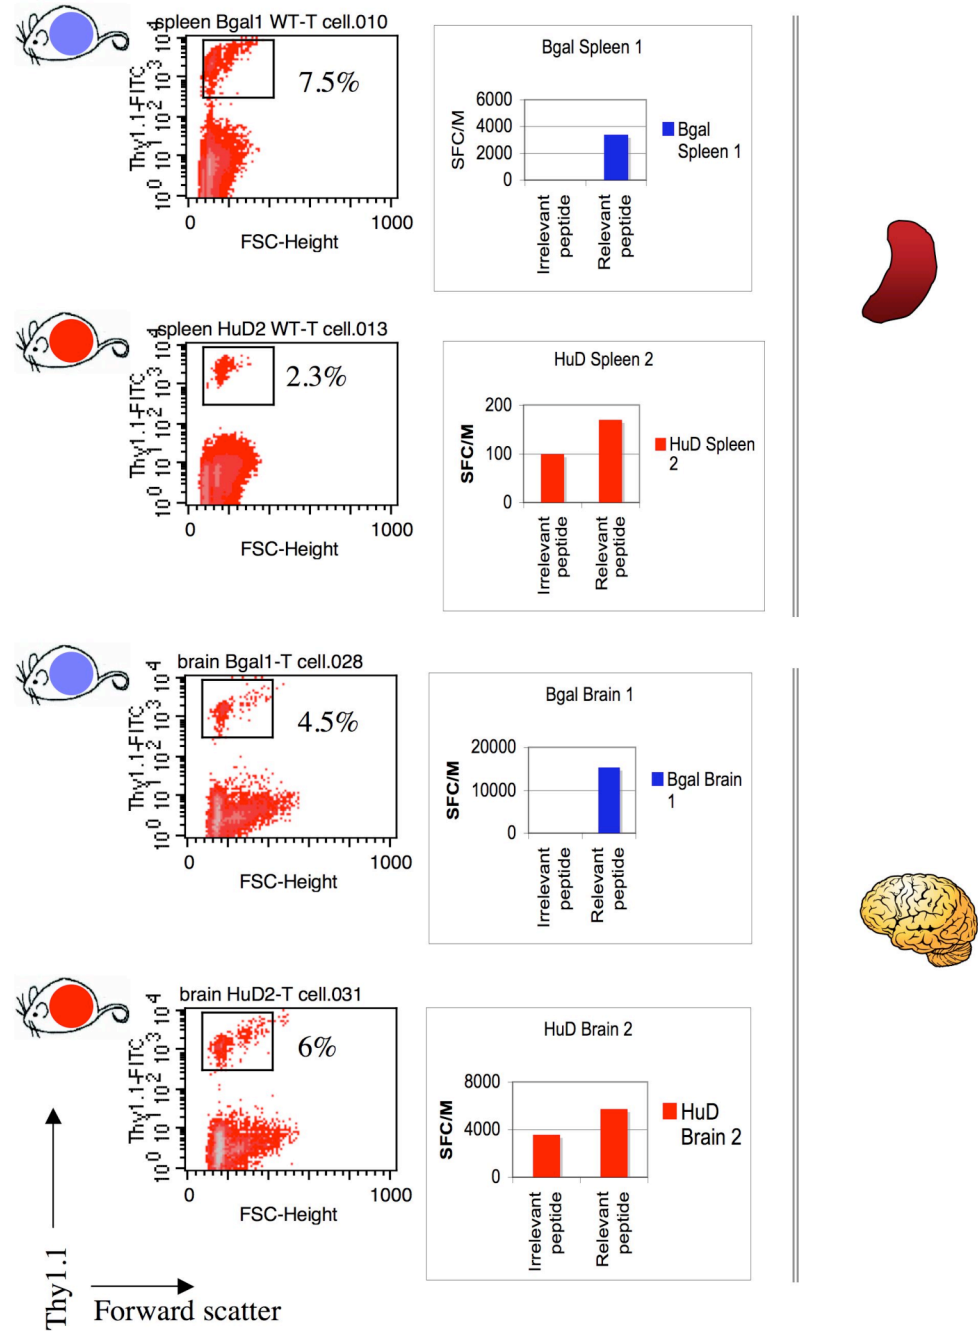 spleen Bgal1 WT-T cell.010
Thy1.1-FITC
10^0 10^1 10^2 10^3 10^4
7.5%
0 1000
FSC-Height
Bgal Spleen 1
SFC/M
6000
4000
2000
0
Irrelevant
peptide
Relevant
peptide
Bgal
Spleen 1
spleen HuD2 WT-T cell.013
Thy1.1-FITC
10^0 10^1 10^2 10^3 10^4
2.3%
0 1000
FSC-Height
HuD Spleen 2
SFC/M
200
100
0
Irrelevant
peptide
Relevant
peptide
HuD Spleen
2
brain Bgal1-T cell.028
Thy1.1-FITC
10^0 10^1 10^2 10^3 10^4
4.5%
0 1000
FSC-Height
Bgal Brain 1
SFC/M
20000
10000
0
Irrelevant
peptide
Relevant
peptide
Bgal Brain
1
brain HuD2-T cell.031
Thy1.1-FITC
10^0 10^1 10^2 10^3 10^4
6%
0 1000
FSC-Height
HuD Brain 2
SFC/M
8000
4000
0
Irrelevant
peptide
Relevant
peptide
HuD
Brain 2
Thy1.1
Forward scatter